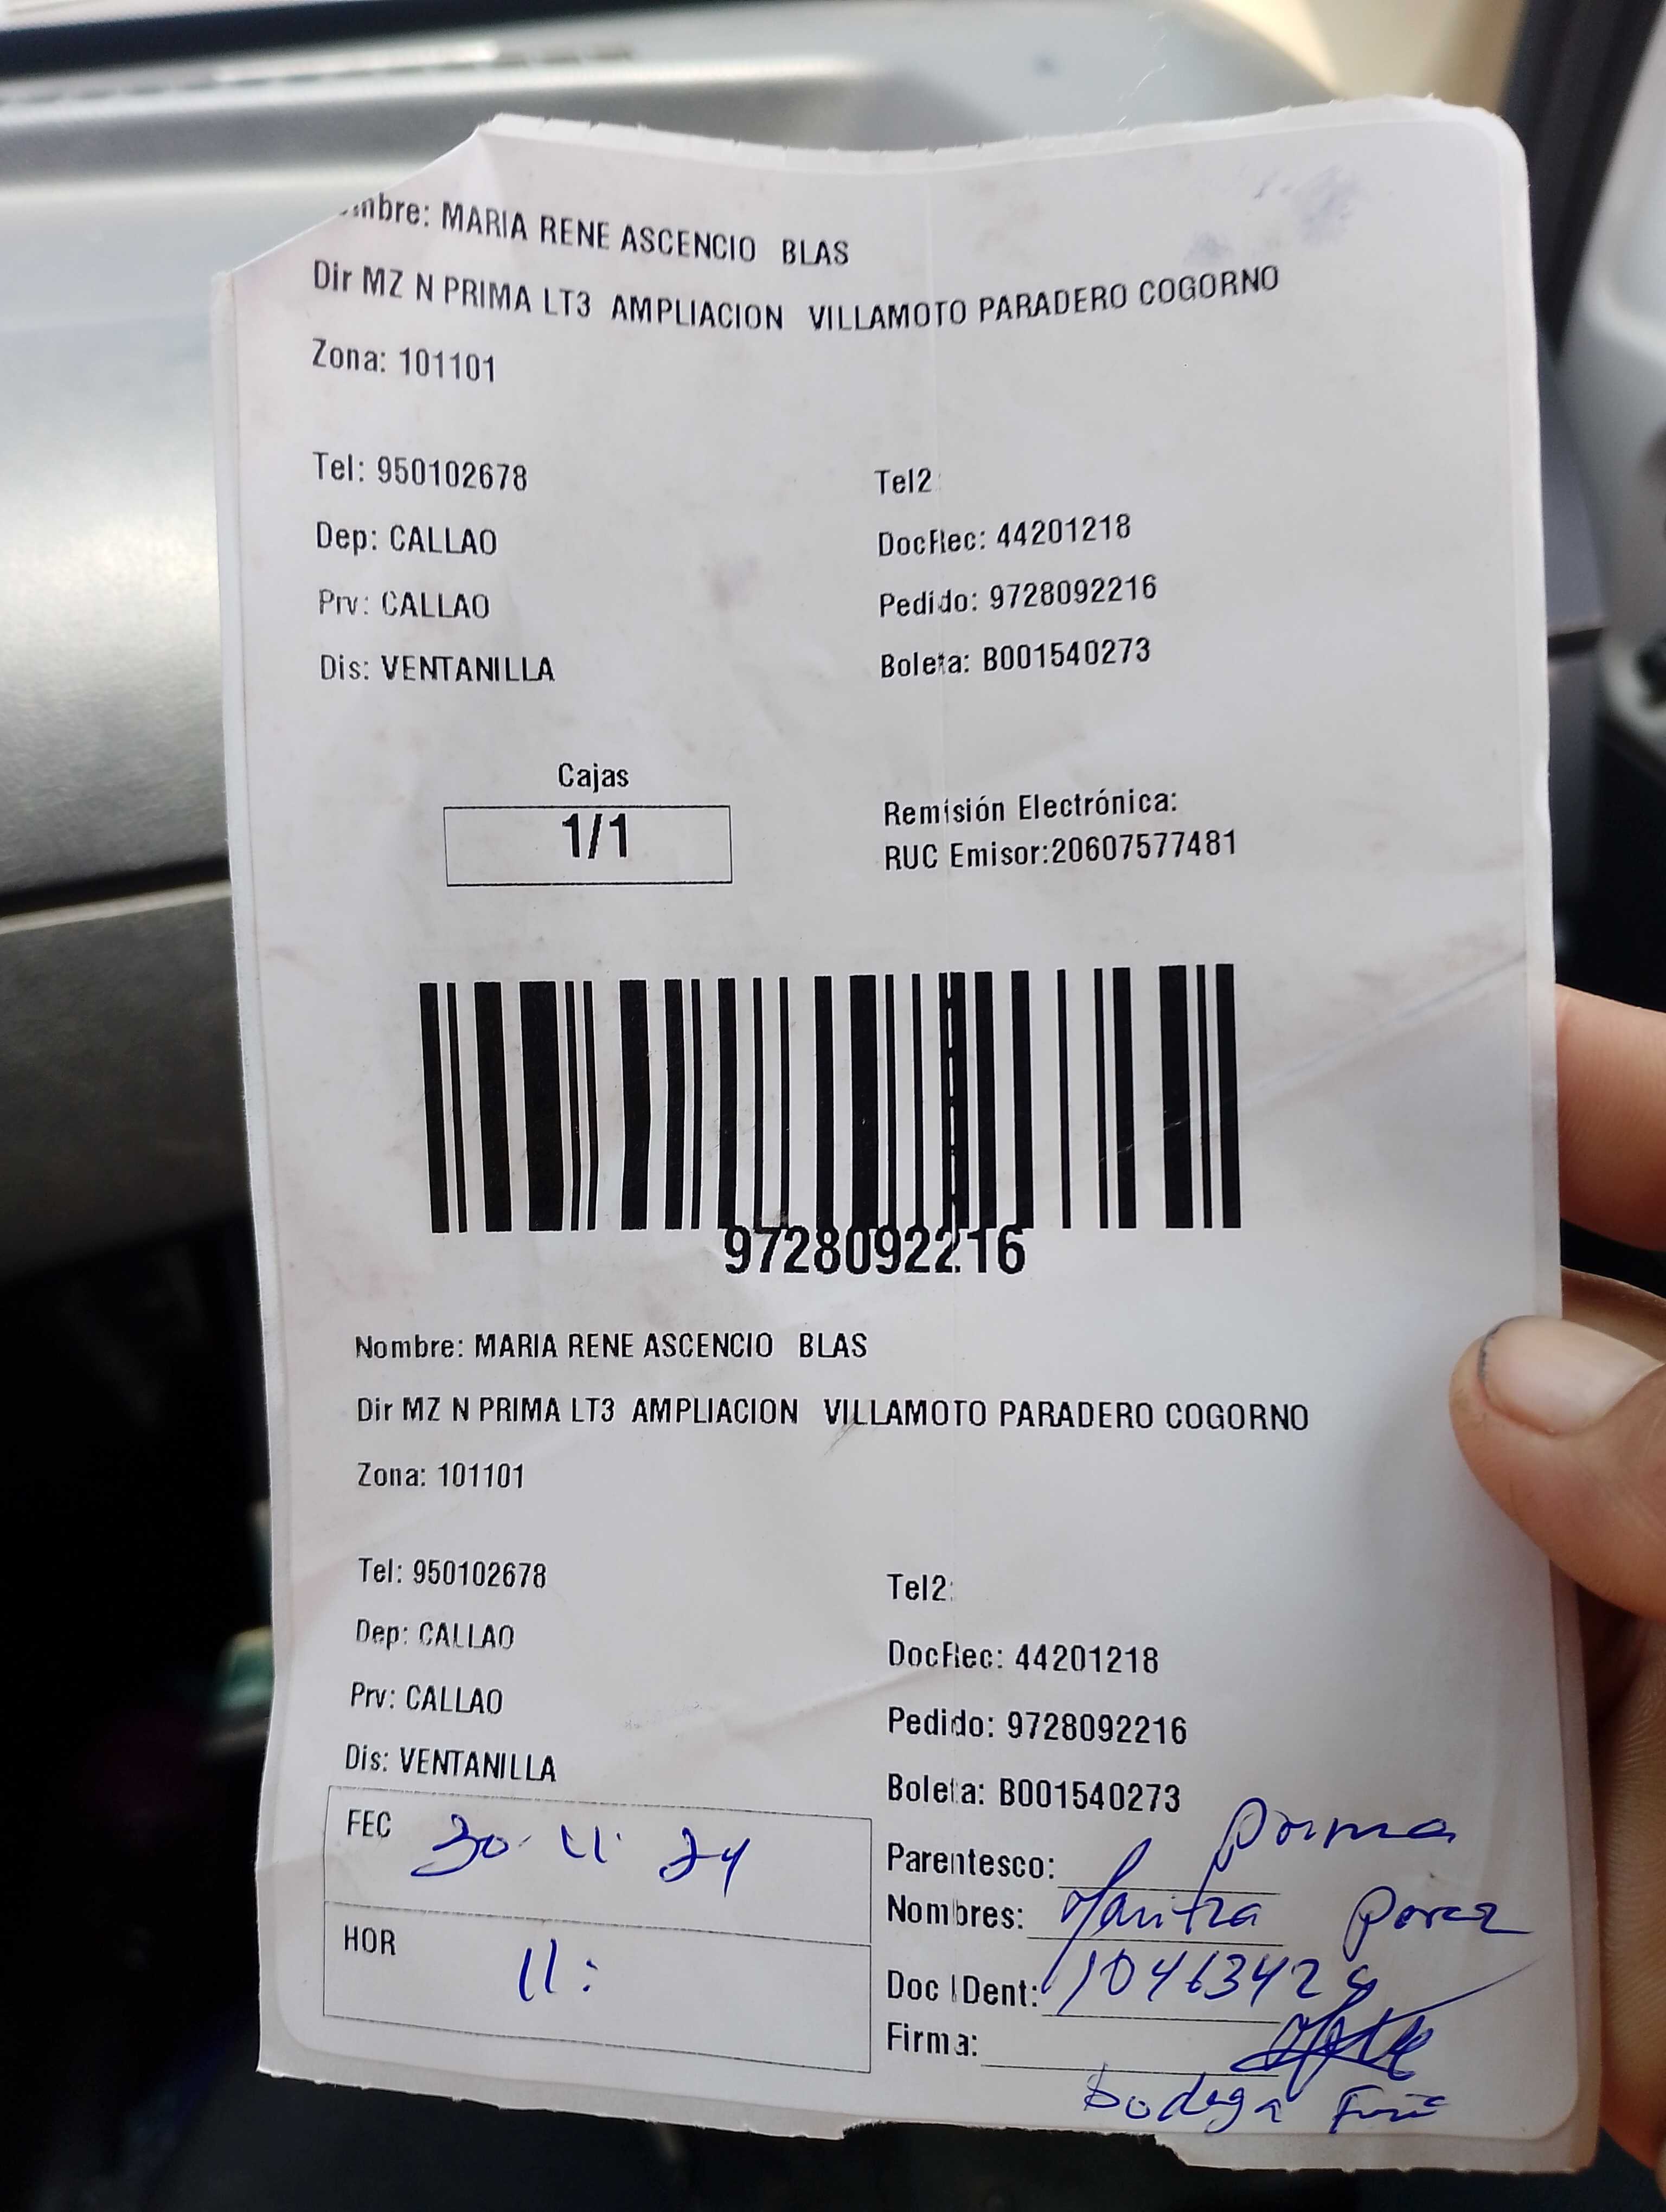 mbre: MARIA RENE ASCENCIO BLAS
Dir MZ N PRIMA LT3 AMPLIACION VILLAMOTO PARADERO COGORNO
Zona: 101101
Tel: 950102678 Tel2:
Dep: CALLAO DocRec: 44201218
Prv: CALLAO Pedido: 9728092216
Dis: VENTANILLA Boleta: B001540273
Cajas
1/1
Remisión Electrónica:
RUC Emisor:20607577481
9728092216
Nombre: MARIA RENE ASCENCIO BLAS
Dir MZ N PRIMA LT3 AMPLIACION VILLAMOTO PARADERO COGORNO
Zona: 101101
Tel: 950102678 Tel2:
Dep: CALLAO DocRec: 44201218
Prv: CALLAO Pedido: 9728092216
Dis: VENTANILLA Boleta: B001540273
FEC 30-11-24
HOR 11:
Parentesco: prima
Nombres: Maritza Perez
Doc IDent:
Firma:
bodega